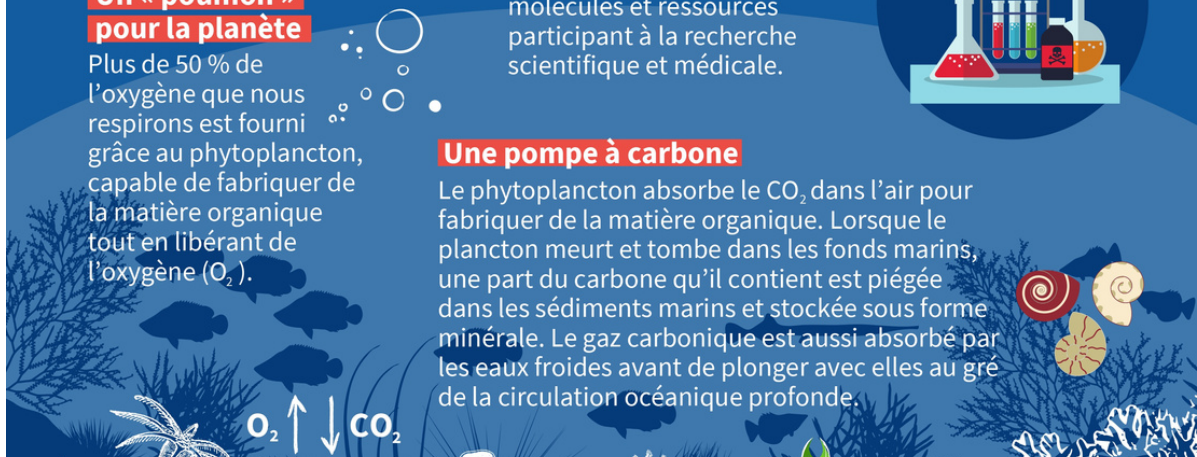 Un « poumon »
pour la planète
Plus de 50 % de
l’oxygène que nous
respirons est fourni
grâce au phytoplancton,
capable de fabriquer de
la matière organique
tout en libérant de
l’oxygène (O₂ ).
molécules et ressources
participant à la recherche
scientifique et médicale.
Une pompe à carbone
Le phytoplancton absorbe le CO₂ dans l’air pour
fabriquer de la matière organique. Lorsque le
plancton meurt et tombe dans les fonds marins,
une part du carbone qu’il contient est piégée
dans les sédiments marins et stockée sous forme
minérale. Le gaz carbonique est aussi absorbé par
les eaux froides avant de plonger avec elles au gré
de la circulation océanique profonde.
O₂ CO₂